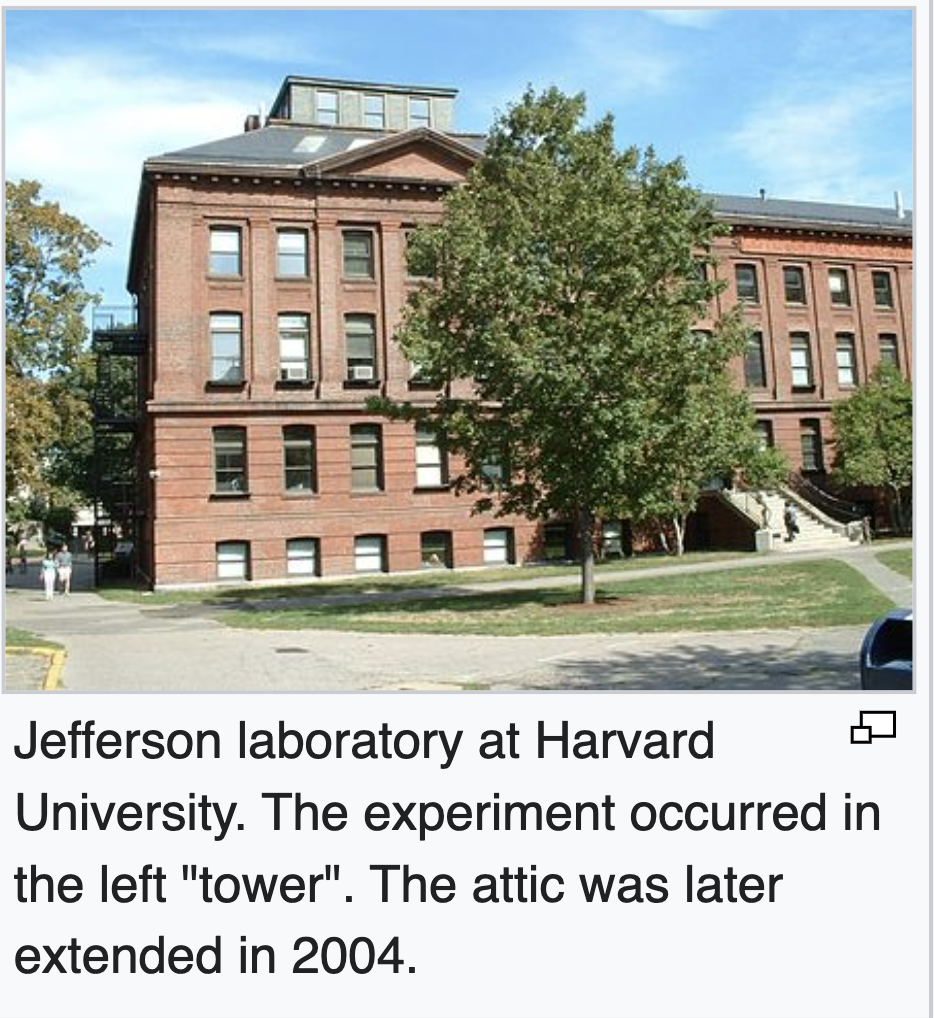 Jefferson laboratory at Harvard
University. The experiment occurred in
the left "tower". The attic was later
extended in 2004.